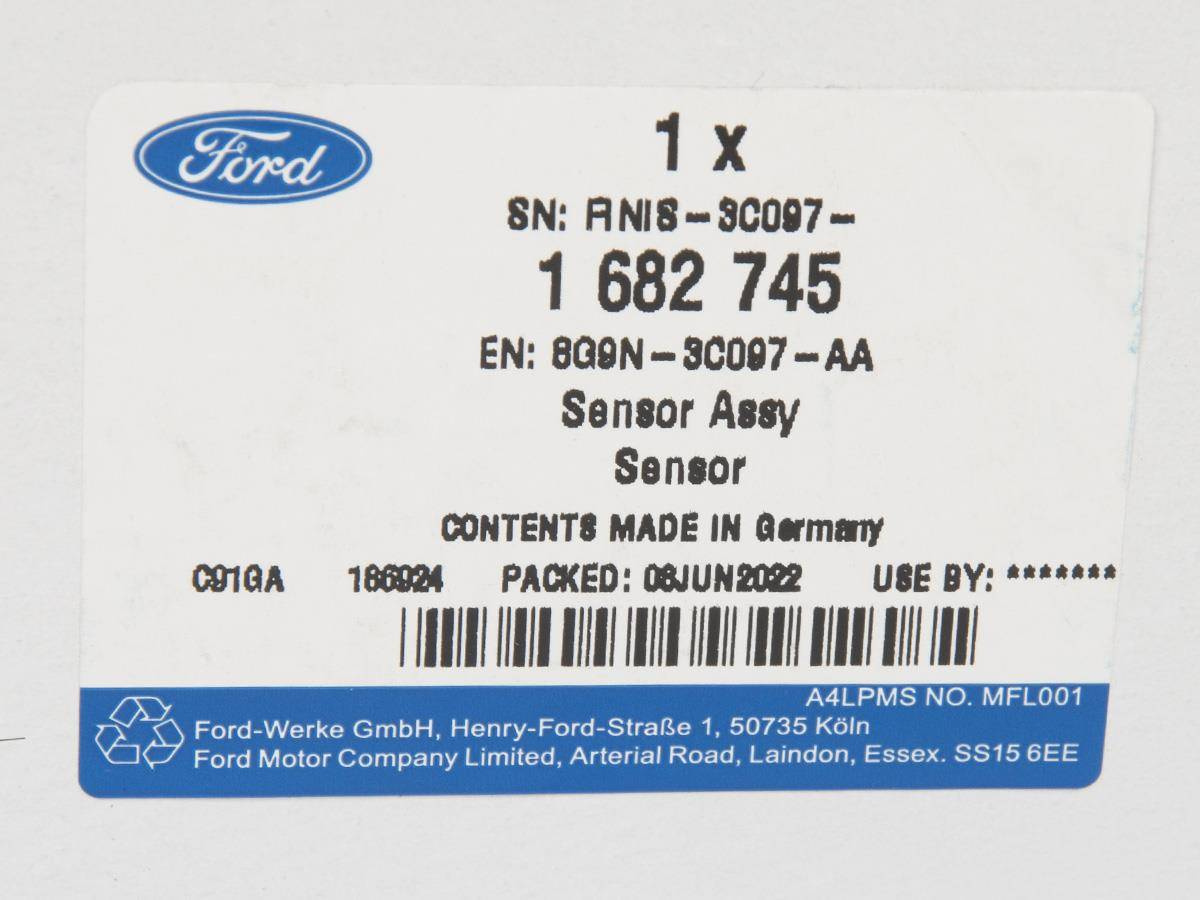 Ford
1 x
SN: FINIS-3C097-
1 682 745
EN: 8G9N-3C097-AA
Sensor Assy
Sensor
CONTENTS MADE IN Germany
C91GA 186924 PACKED: 08JUN2022 USE BY: *******
A4LPMS NO. MFL001
Ford-Werke GmbH, Henry-Ford-Straße 1, 50735 Köln
Ford Motor Company Limited, Arterial Road, Laindon, Essex. SS15 6EE